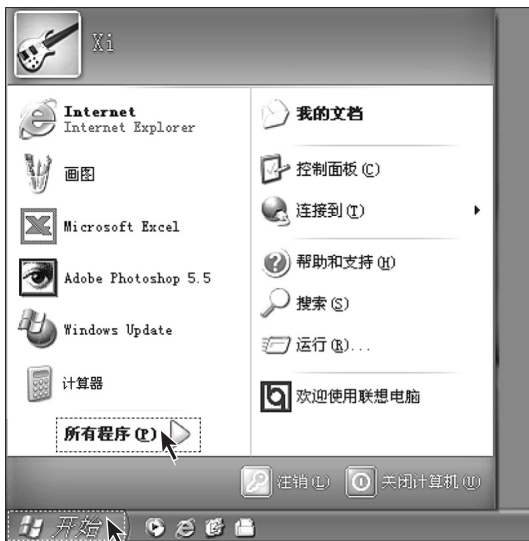 Xi
Internet
Internet Explorer
画图
Microsoft Excel
Adobe Photoshop 5.5
Windows Update
计算器
所有程序(P)
我的文档
控制面板(C)
连接到(T)
帮助和支持(H)
搜索(S)
运行(R)...
欢迎使用联想电脑
注销(L)
关闭计算机(U)
开始